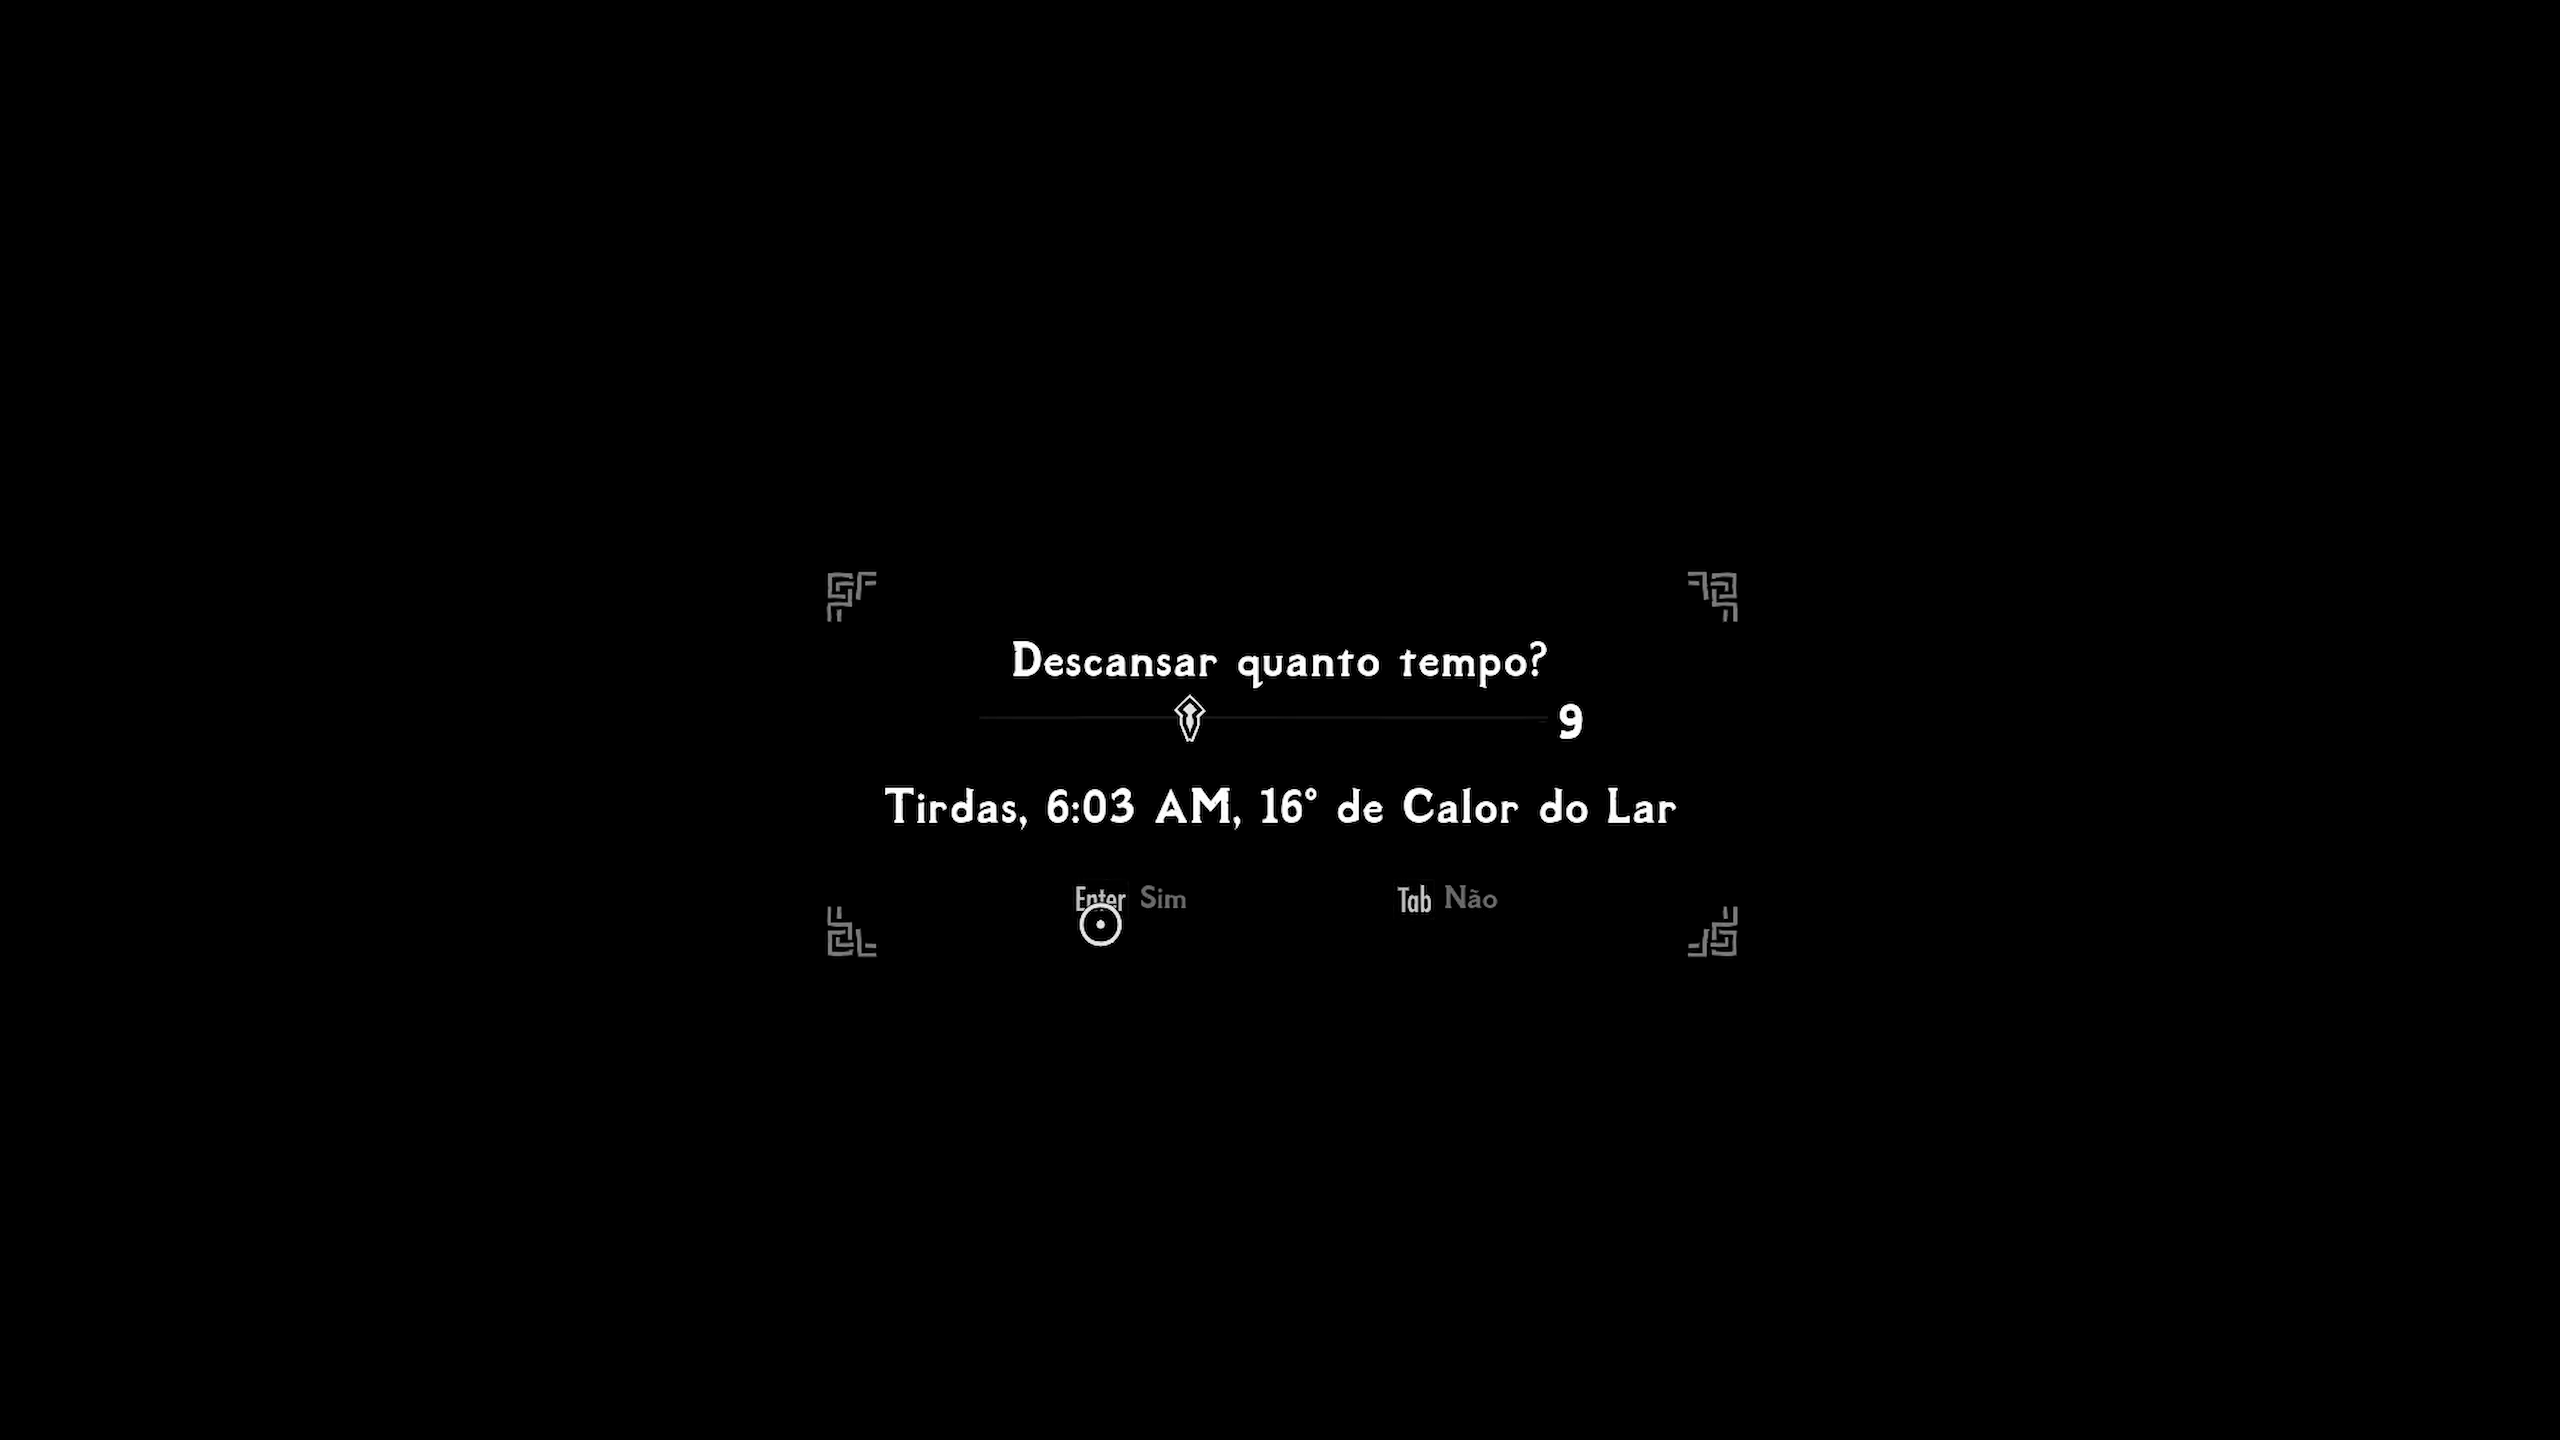 Descansar quanto tempo?
9
Tirdas, 6:03 AM, 16° de Calor do Lar
Enter Sim Tab Não